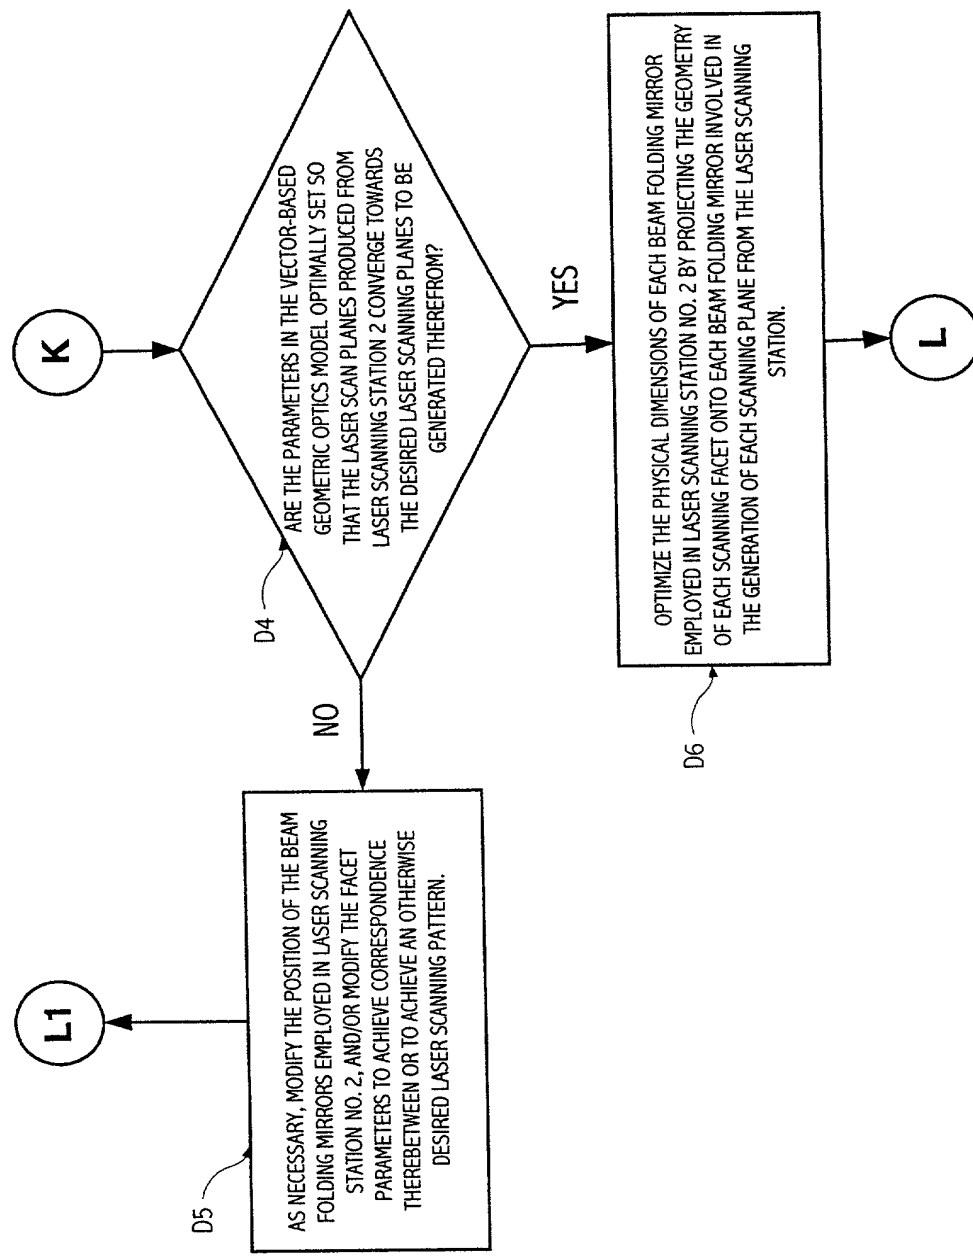 K
ARE THE PARAMETERS IN THE VECTOR-BASED
GEOMETRIC OPTICS MODEL OPTIMALLY SET SO
THAT THE LASER SCAN PLANES PRODUCED FROM
LASER SCANNING STATION 2 CONVERGE TOWARDS
THE DESIRED LASER SCANNING PLANES TO BE
GENERATED THEREFROM?
D4
NO
YES
L1
AS NECESSARY, MODIFY THE POSITION OF THE BEAM
FOLDING MIRRORS EMPLOYED IN LASER SCANNING
STATION NO. 2, AND/OR MODIFY THE FACET
PARAMETERS TO ACHIEVE CORRESPONDENCE
THEREBETWEEN OR TO ACHIEVE AN OTHERWISE
DESIRED LASER SCANNING PATTERN.
D5
OPTIMIZE THE PHYSICAL DIMENSIONS OF EACH BEAM FOLDING MIRROR
EMPLOYED IN LASER SCANNING STATION NO. 2 BY PROJECTING THE GEOMETRY
OF EACH SCANNING FACET ONTO EACH BEAM FOLDING MIRROR INVOLVED IN
THE GENERATION OF EACH SCANNING PLANE FROM THE LASER SCANNING
STATION.
D6
L